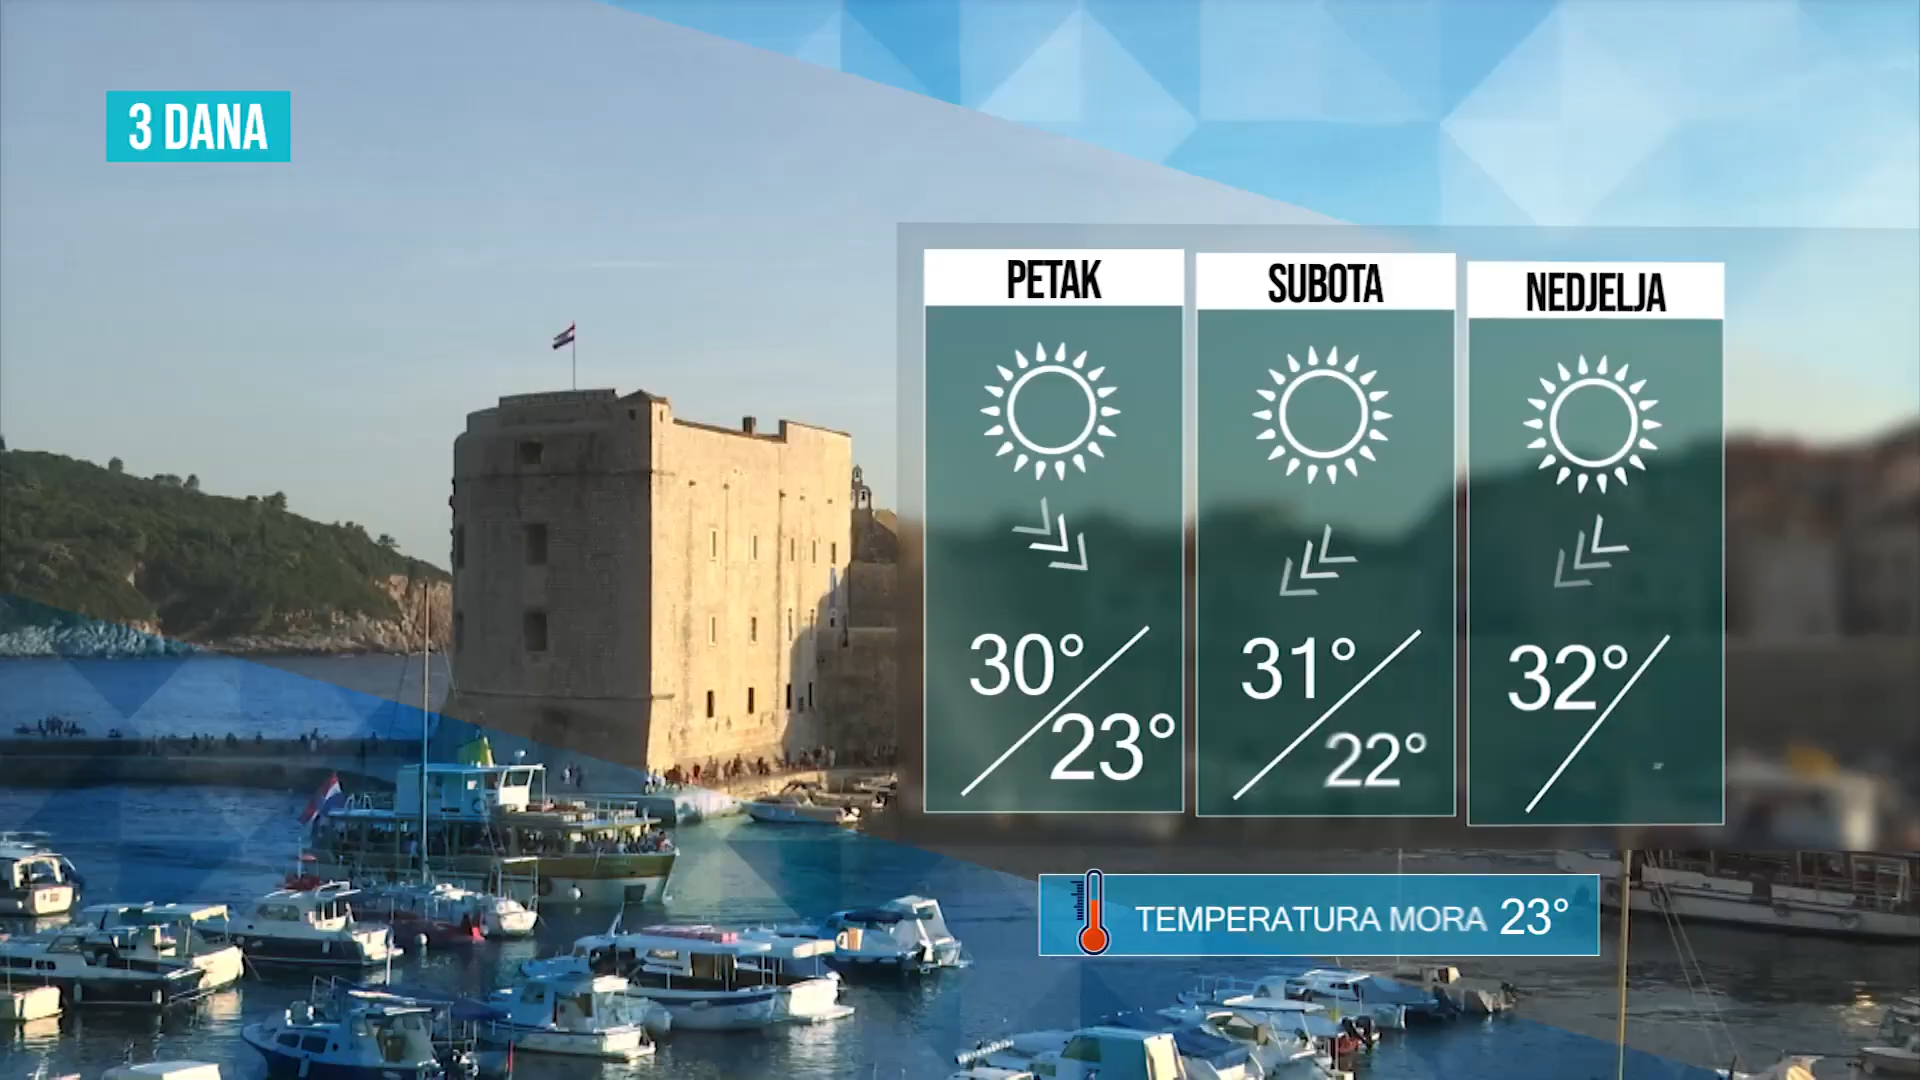 3 DANA
PETAK
30°
23°
SUBOTA
31°
22°
NEDJELJA
32°
TEMPERATURA MORA 23°